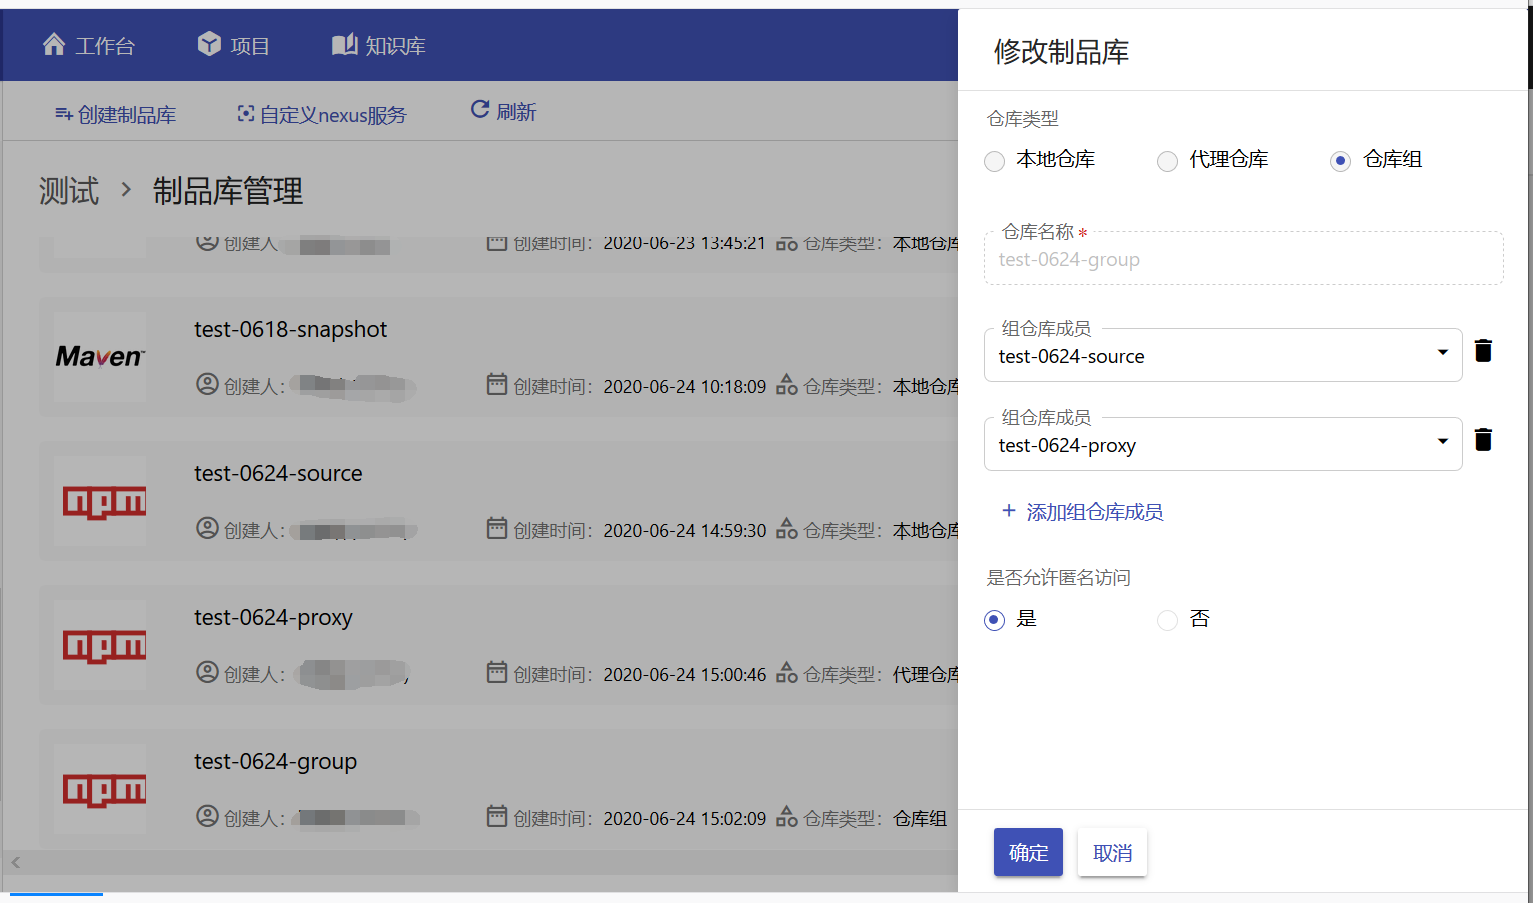 工作台 项目 知识库
创建制品库 自定义nexus服务 刷新
测试 > 制品库管理
创建人 创建时间： 2020-06-23 13:45:21 仓库类型： 本地仓库
test-0618-snapshot
Maven™
创建人： 创建时间： 2020-06-24 10:18:09 仓库类型： 本地仓库
test-0624-source
npm
创建人： 创建时间： 2020-06-24 14:59:30 仓库类型： 本地仓库
test-0624-proxy
npm
创建人： 创建时间： 2020-06-24 15:00:46 仓库类型： 代理仓库
test-0624-group
npm
创建人： 创建时间： 2020-06-24 15:02:09 仓库类型： 仓库组
修改制品库
仓库类型
本地仓库 代理仓库 仓库组
仓库名称 *
test-0624-group
组仓库成员
test-0624-source
组仓库成员
test-0624-proxy
+ 添加组仓库成员
是否允许匿名访问
是 否
确定 取消